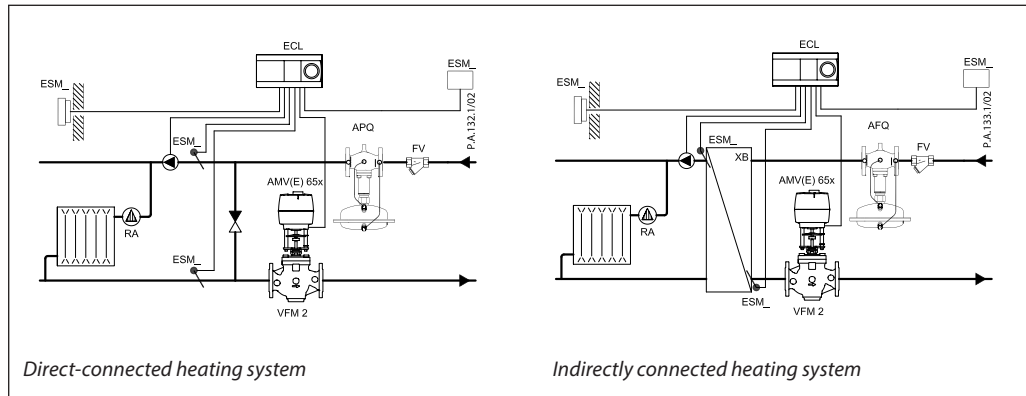 ECL
ESM_
ESM_
P.A.132.1/02
APQ
ESM_
FV
AMV(E) 65x
RA
ESM_
VFM 2
Direct-connected heating system
ECL
ESM_
ESM_
P.A.133.1/02
AFQ
ESM_
FV
XB
AMV(E) 65x
RA
ESM_
VFM 2
Indirectly connected heating system